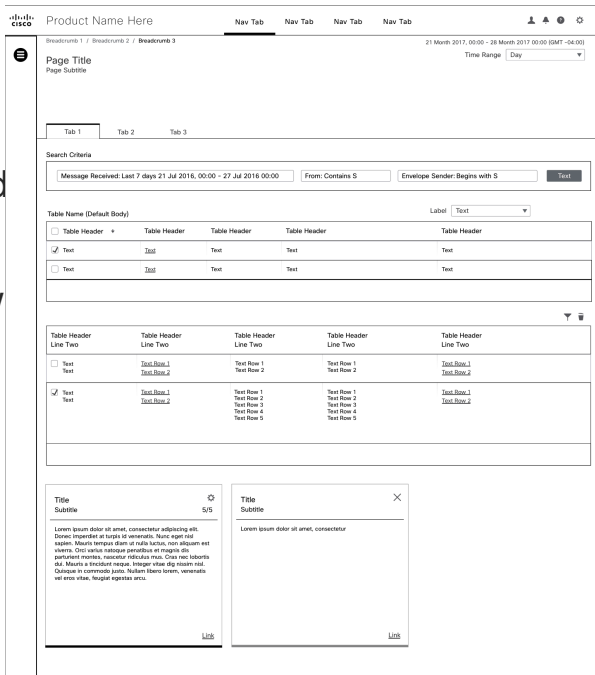 CISCO
Product Name Here
Nav Tab Nav Tab Nav Tab Nav Tab
Breadcrumb 1 / Breadcrumb 2 / Breadcrumb 3
21 Month 2017, 00:00 - 28 Month 2017 00:00 (GMT -04:00)
Page Title
Time Range Day
Page Subtitle
Tab 1 Tab 2 Tab 3
Search Criteria
Message Received: Last 7 days 21 Jul 2016, 00:00 - 27 Jul 2016 00:00 From: Contains S Envelope Sender: Begins with S Text
Table Name (Default Body)
Label Text
Table Header + Table Header Table Header Table Header Table Header
Text Text Text Text Text
Text Text Text Text Text
Table Header Table Header Table Header Table Header Table Header
Line Two Line Two Line Two Line Two Line Two
Text Text Row 1 Text Row 1 Text Row 1 Text Row 1
Text Text Row 2 Text Row 2 Text Row 2 Text Row 2
Text Text Row 1 Text Row 1 Text Row 1 Text Row 1
Text Text Row 2 Text Row 2 Text Row 2 Text Row 2
Text Row 3 Text Row 3
Text Row 4 Text Row 4
Text Row 5 Text Row 5
Title
Subtitle 5/5
Lorem ipsum dolor sit amet, consectetur adipiscing elit.
Donec imperdiet at turpis id venenatis. Nunc eget nisl
sapien. Mauris tempus diam ut nulla luctus, non aliquam est
viverra. Orci varius natoque penatibus et magnis dis
parturient montes, nascetur ridiculus mus. Cras nec lobortis
dui. Mauris a tincidunt neque. Integer vitae dig nissim nisl.
Quisque in commodo justo. Nullam libero lorem, venenatis
vel eros vitae, feugiat egestas arcu.
Link
Title
Subtitle
Lorem ipsum dolor sit amet, consectetur
Link